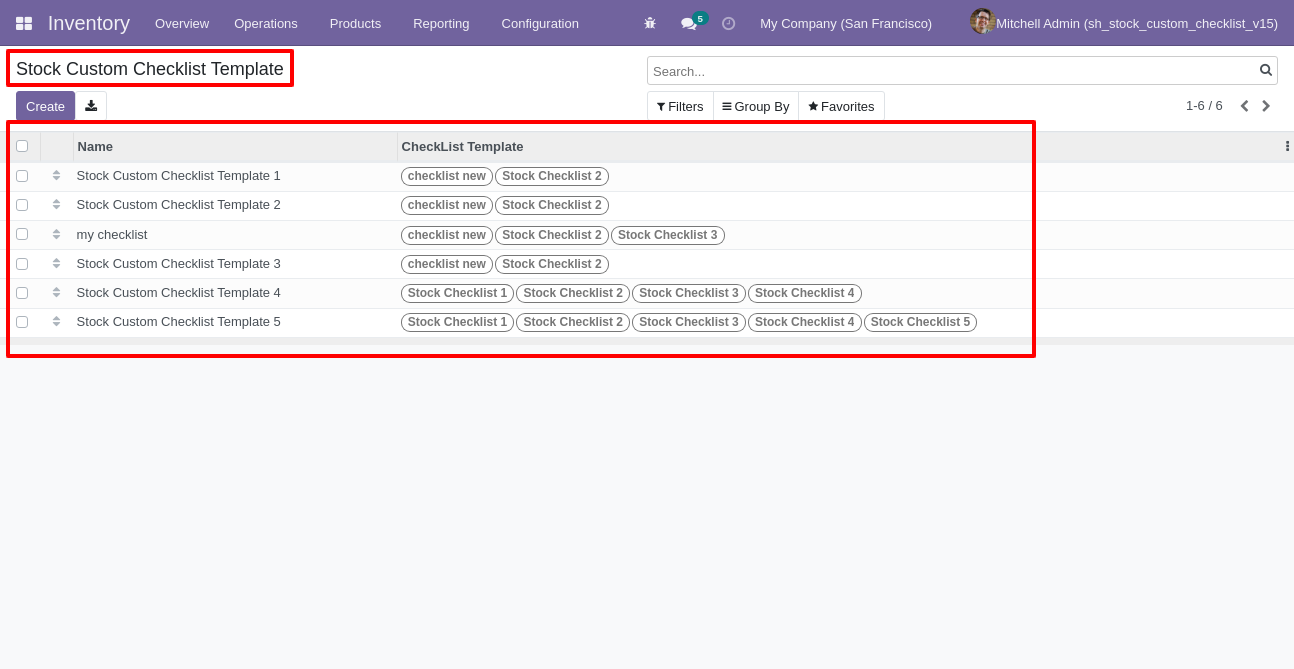 Inventory Overview Operations Products Reporting Configuration 5 My Company (San Francisco) Mitchell Admin (sh_stock_custom_checklist_v15)
Stock Custom Checklist Template Search...
Create Filters Group By Favorites 1-6 / 6
Name CheckList Template
Stock Custom Checklist Template 1 checklist new Stock Checklist 2
Stock Custom Checklist Template 2 checklist new Stock Checklist 2
my checklist checklist new Stock Checklist 2 Stock Checklist 3
Stock Custom Checklist Template 3 checklist new Stock Checklist 2
Stock Custom Checklist Template 4 Stock Checklist 1 Stock Checklist 2 Stock Checklist 3 Stock Checklist 4
Stock Custom Checklist Template 5 Stock Checklist 1 Stock Checklist 2 Stock Checklist 3 Stock Checklist 4 Stock Checklist 5